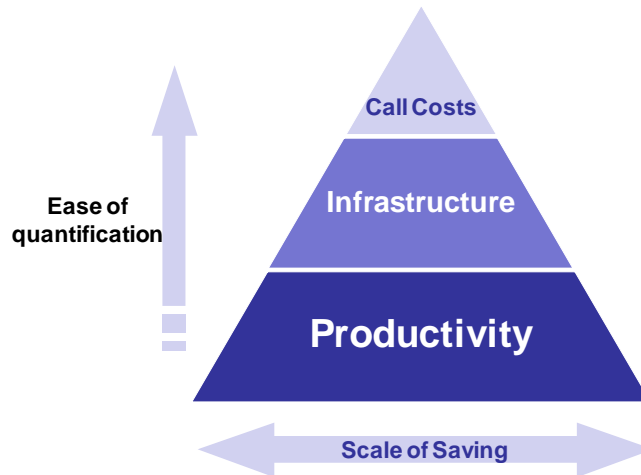 Call Costs
Infrastructure
Ease of
quantification
Productivity
Scale of Saving